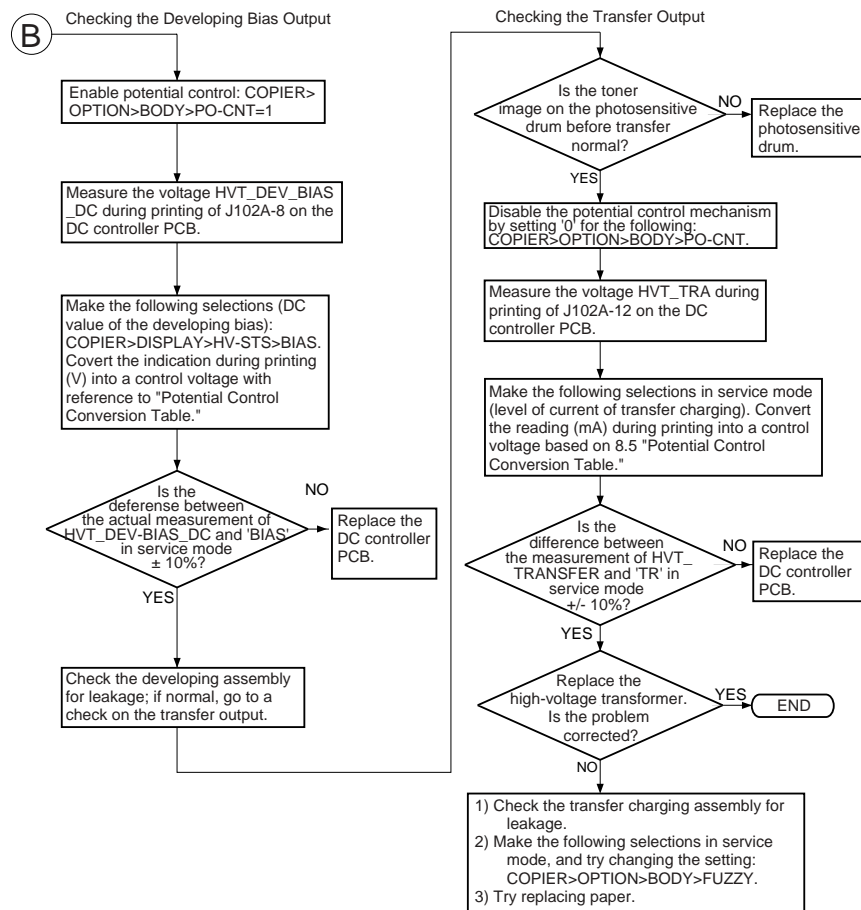 Checking the Developing Bias Output
B
Enable potential control: COPIER>
OPTION>BODY>PO-CNT=1
Measure the voltage HVT_DEV_BIAS
_DC during printing of J102A-8 on the
DC controller PCB.
Make the following selections (DC
value of the developing bias):
COPIER>DISPLAY>HV-STS>BIAS.
Covert the indication during printing
(V) into a control voltage with
reference to "Potential Control
Conversion Table."
Is the
deferense between
the actual measurement of
HVT_DEV-BIAS_DC and 'BIAS'
in service mode
± 10%?
NO
Replace the
DC controller
PCB.
YES
Check the developing assembly
for leakage; if normal, go to a
check on the transfer output.
Checking the Transfer Output
Is the toner
image on the photosensitive
drum before transfer
normal?
NO
Replace the
photosensitive
drum.
YES
Disable the potential control mechanism
by setting '0' for the following:
COPIER>OPTION>BODY>PO-CNT.
Measure the voltage HVT_TRA during
printing of J102A-12 on the DC
controller PCB.
Make the following selections in service mode
(level of current of transfer charging). Convert
the reading (mA) during printing into a control
voltage based on 8.5 "Potential Control
Conversion Table."
Is the
difference between
the measurement of HVT_
TRANSFER and 'TR' in
service mode
+/- 10%?
NO
Replace the
DC controller
PCB.
YES
Replace the
high-voltage transformer.
Is the problem
corrected?
YES
END
NO
1) Check the transfer charging assembly for
leakage.
2) Make the following selections in service
mode, and try changing the setting:
COPIER>OPTION>BODY>FUZZY.
3) Try replacing paper.